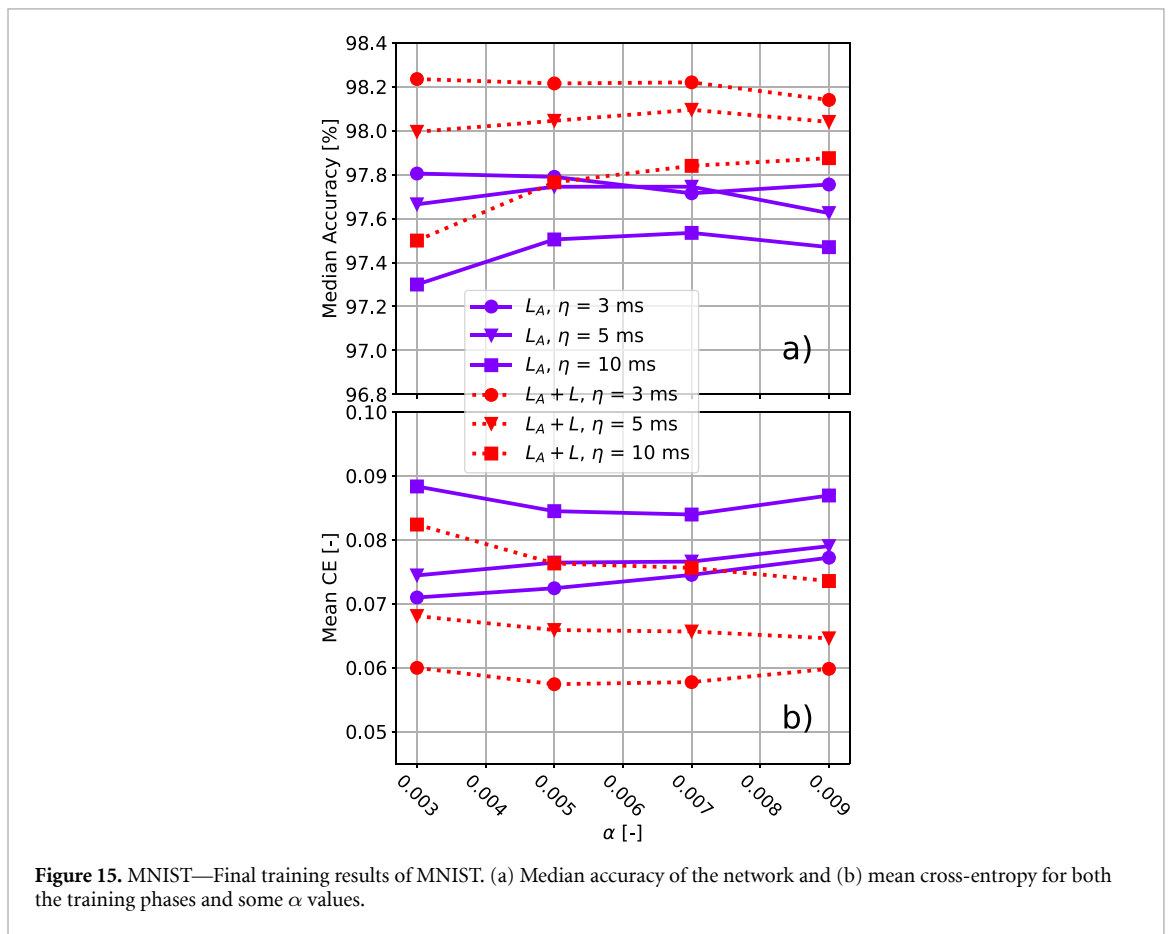 98.4
98.2
98.0
97.8
97.6
97.4
97.2
97.0
96.8
Median Accuracy [%]
a)
L_A, η = 3 ms
L_A, η = 5 ms
L_A, η = 10 ms
L_A + L, η = 3 ms
L_A + L, η = 5 ms
L_A + L, η = 10 ms
0.10
0.09
0.08
0.07
0.06
0.05
Mean CE [-]
b)
0.003 0.004 0.005 0.006 0.007 0.008 0.009
α [-]
Figure 15. MNIST—Final training results of MNIST. (a) Median accuracy of the network and (b) mean cross-entropy for both
the training phases and some α values.